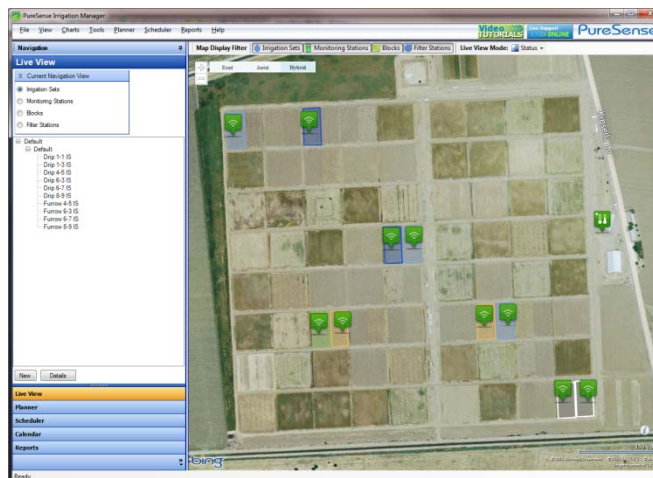 PureSense Irrigation Manager
File View Charts Tools Planner Scheduler Reports Help
Video TUTORIALS
Live Support
ONLINE
PureSense
Navigation
Map Display Filter Irrigation Sets Monitoring Stations Blocks Filter Stations Live View Mode: Status
Live View
Current Navigation View
Road Aerial Hybrid
Irrigation Sets
Monitoring Stations
Blocks
Filter Stations
Default
Default
Drip 1-1 IS
Drip 1-3 IS
Drip 4-5 IS
Drip 6-3 IS
Drip 6-7 IS
Drip 8-9 IS
Furrow 4-5 IS
Furrow 6-3 IS
Furrow 6-7 IS
Furrow 8-9 IS
New Details
Live View
Planner
Scheduler
Calendar
Reports
bing
Ready